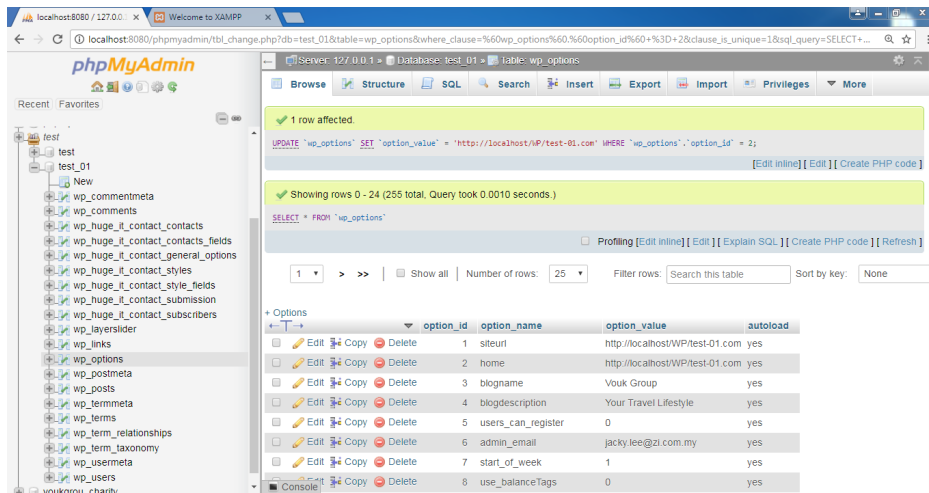 localhost:8080 / 127.0.0.1
Welcome to XAMPP
localhost:8080/phpmyadmin/tbl_change.php?db=test_01&table=wp_options&where_clause=%60wp_options%60.%60option_id%60+%3D+2&clause_is_unique=1&sql_query=SELECT+...
phpMyAdmin
Recent Favorites
test
test
test_01
New
wp_commentmeta
wp_comments
wp_huge_it_contact_contacts
wp_huge_it_contact_contacts_fields
wp_huge_it_contact_general_options
wp_huge_it_contact_styles
wp_huge_it_contact_style_fields
wp_huge_it_contact_submission
wp_huge_it_contact_subscribers
wp_layerslider
wp_links
wp_options
wp_postmeta
wp_posts
wp_termmeta
wp_terms
wp_term_relationships
wp_term_taxonomy
wp_usermeta
wp_users
Server: 127.0.0.1 » Database: test_01 » Table: wp_options
Browse Structure SQL Search Insert Export Import Privileges More
1 row affected.
UPDATE `wp_options` SET `option_value` = 'http://localhost/WP/test-01.com' WHERE `wp_options`.`option_id` = 2;
[Edit inline] [ Edit ] [ Create PHP code ]
Showing rows 0 - 24 (255 total, Query took 0.0010 seconds.)
SELECT * FROM `wp_options`
Profiling [Edit inline] [ Edit ] [ Explain SQL ] [ Create PHP code ] [ Refresh ]
1 > >> Show all Number of rows: 25 Filter rows: Search this table Sort by key: None
+ Options
←T→ option_id option_name option_value autoload
Edit Copy Delete 1 siteurl http://localhost/WP/test-01.com yes
Edit Copy Delete 2 home http://localhost/WP/test-01.com yes
Edit Copy Delete 3 blogname Vouk Group yes
Edit Copy Delete 4 blogdescription Your Travel Lifestyle yes
Edit Copy Delete 5 users_can_register 0 yes
Edit Copy Delete 6 admin_email jacky.lee@zi.com.my yes
Edit Copy Delete 7 start_of_week 1 yes
Edit Copy Delete 8 use_balanceTags 0 yes
Console